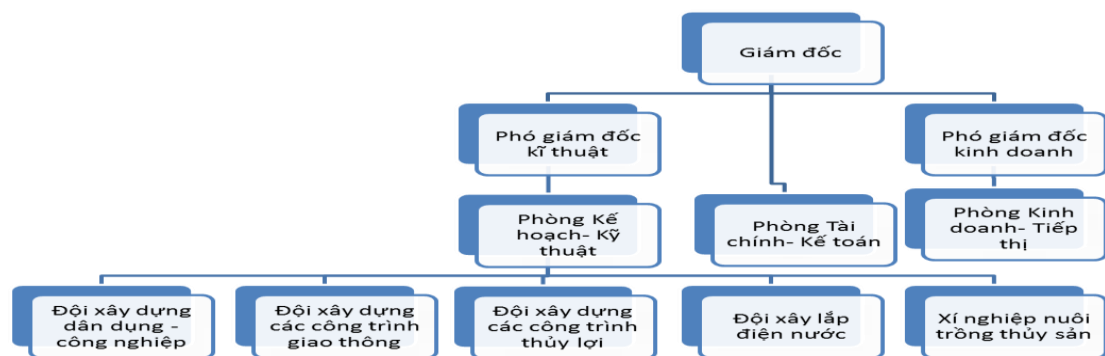 Giám đốc
Phó giám đốc
kĩ thuật
Phó giám đốc
kinh doanh
Phòng Kế
hoạch- Kỹ
thuật
Phòng Tài
chính- Kế toán
Phòng Kinh
doanh- Tiếp
thị
Đội xây dựng
dân dụng -
công nghiệp
Đội xây dựng
các công trình
giao thông
Đội xây dựng
các công trình
thủy lợi
Đội xây lắp
điện nước
Xí nghiệp nuôi
trồng thủy sản